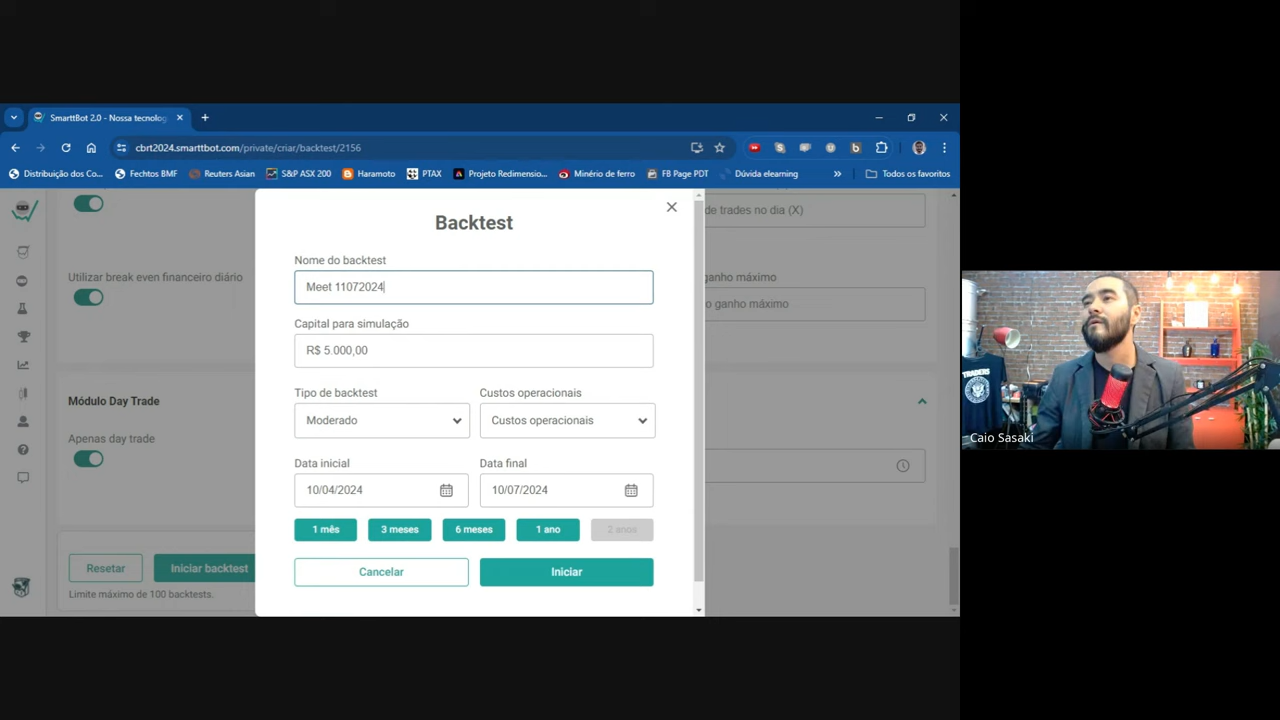 SmarttBot 2.0 - Nossa tecnolog
cbrt2024.smarttbot.com/private/criar/backtest/2156
Distribuição dos Co... Fechtos BMF Reuters Asian S&P ASX 200 Haramoto PTAX Projeto Redimensio... Minério de ferro FB Page PDT Dúvida elearning » Todos os favoritos
de trades no dia (X)
Backtest
Nome do backtest
Meet 11072024
Utilizar break even financeiro diário
ganho máximo
o ganho máximo
Capital para simulação
R$ 5.000,00
Tipo de backtest Custos operacionais
Moderado Custos operacionais
Módulo Day Trade
Apenas day trade
Data inicial Data final
10/04/2024 10/07/2024
1 mês 3 meses 6 meses 1 ano 2 anos
Cancelar Iniciar
Resetar Iniciar backtest
Limite máximo de 100 backtests.
TRADERS
Caio Sasaki